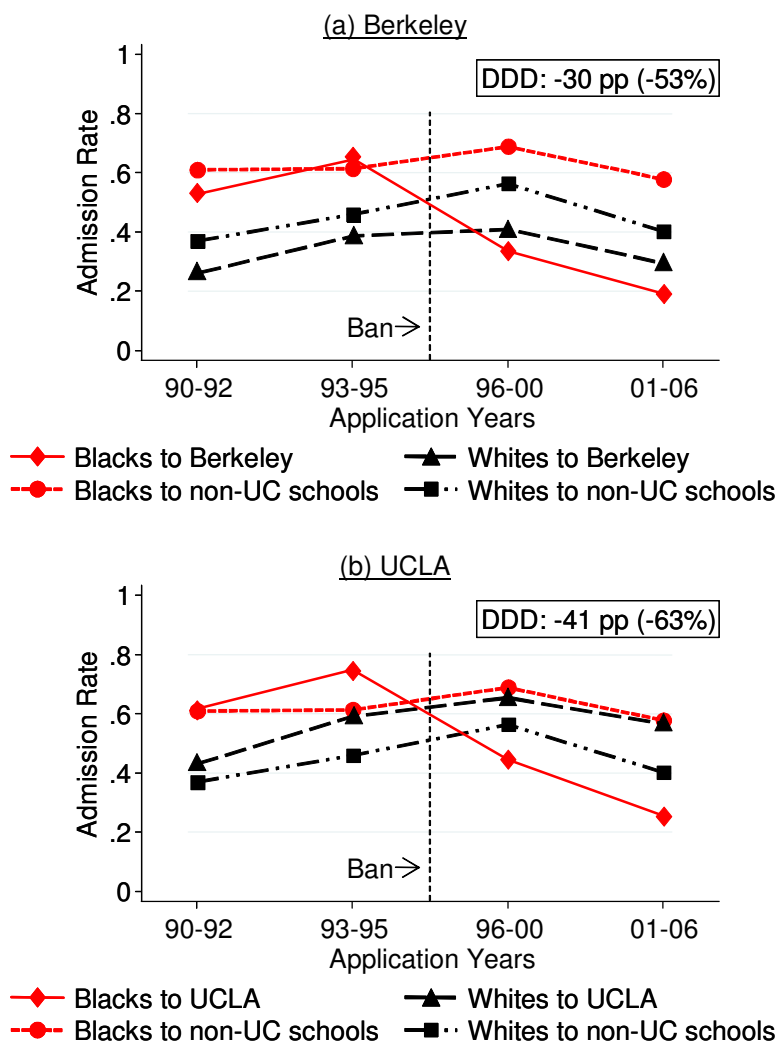 (a) Berkeley
DDD: -30 pp (-53%)
Admission Rate
1
.8
.6
.4
.2
0
Ban
90-92 93-95 96-00 01-06
Application Years
Blacks to Berkeley Whites to Berkeley
Blacks to non-UC schools Whites to non-UC schools
(b) UCLA
DDD: -41 pp (-63%)
Admission Rate
1
.8
.6
.4
.2
0
Ban
90-92 93-95 96-00 01-06
Application Years
Blacks to UCLA Whites to UCLA
Blacks to non-UC schools Whites to non-UC schools